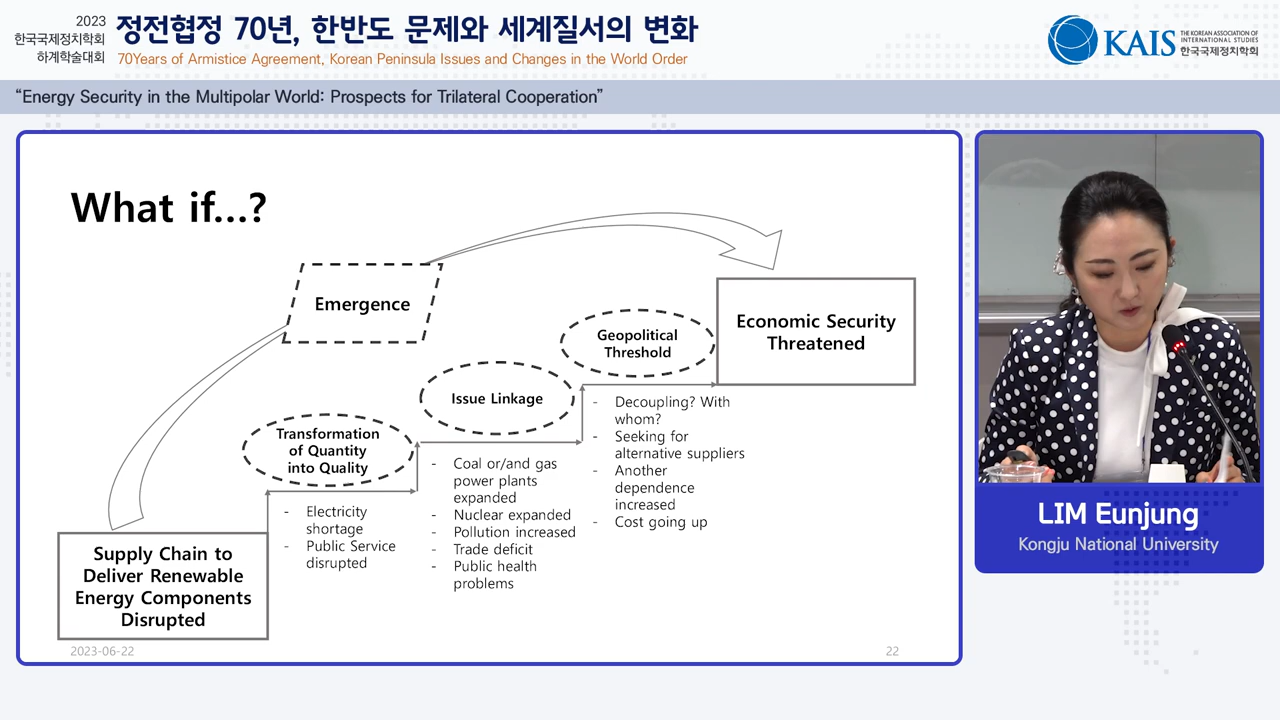 2023
한국국제정치학회
하계학술대회
정전협정 70년, 한반도 문제와 세계질서의 변화
70Years of Armistice Agreement, Korean Peninsula Issues and Changes in the World Order
KAIS
THE KOREAN ASSOCIATION OF
INTERNATIONAL STUDIES
한국국제정치학회
“Energy Security in the Multipolar World: Prospects for Trilateral Cooperation”
What if...?
Emergence
Economic Security
Threatened
Geopolitical
Threshold
Issue Linkage
Transformation
of Quantity
into Quality
- Decoupling? With
whom?
- Seeking for
alternative suppliers
- Another
dependence
increased
- Cost going up
- Coal or/and gas
power plants
expanded
- Nuclear expanded
- Pollution increased
- Trade deficit
- Public health
problems
- Electricity
shortage
- Public Service
disrupted
Supply Chain to
Deliver Renewable
Energy Components
Disrupted
2023-06-22
22
LIM Eunjung
Kongju National University